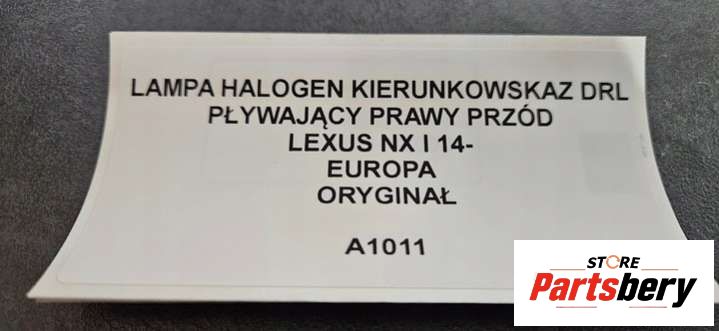 LAMPA HALOGEN KIERUNKOWSKAZ DRL
PŁYWAJĄCY PRAWY PRZÓD
LEXUS NX I 14-
EUROPA
ORYGINAŁ
A1011
STORE
Partsbery